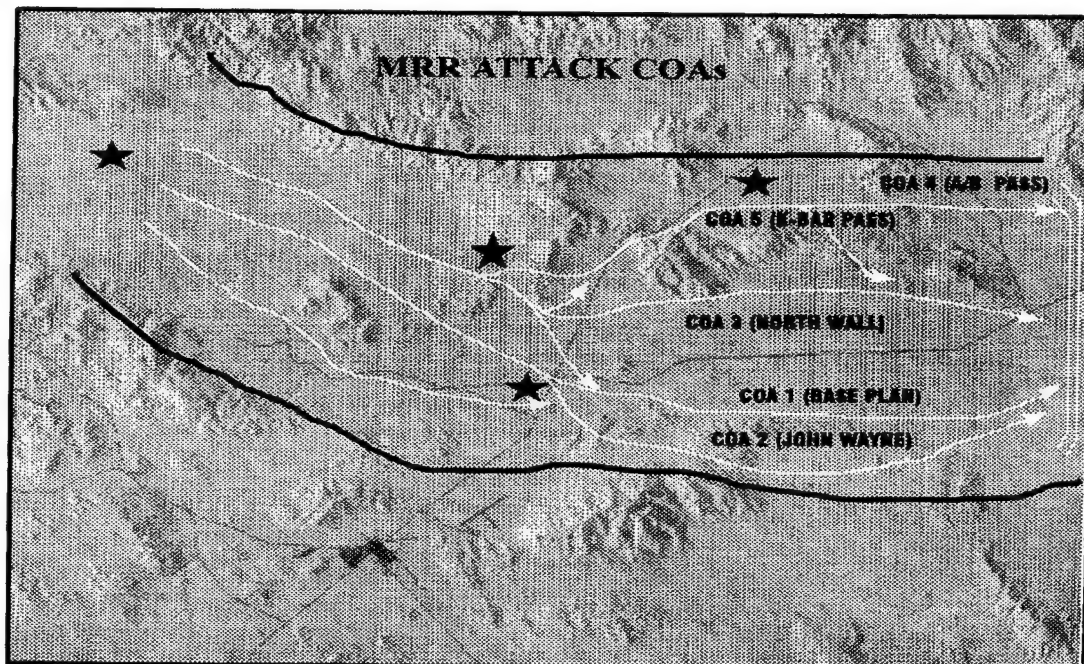 MRR ATTACK COAs
COA 4 (A/B PASS)
COA 5 (K-BAR PASS)
COA 3 (NORTH WALL)
COA 1 (BASE PLAN)
COA 2 (JOHN WAYNE)